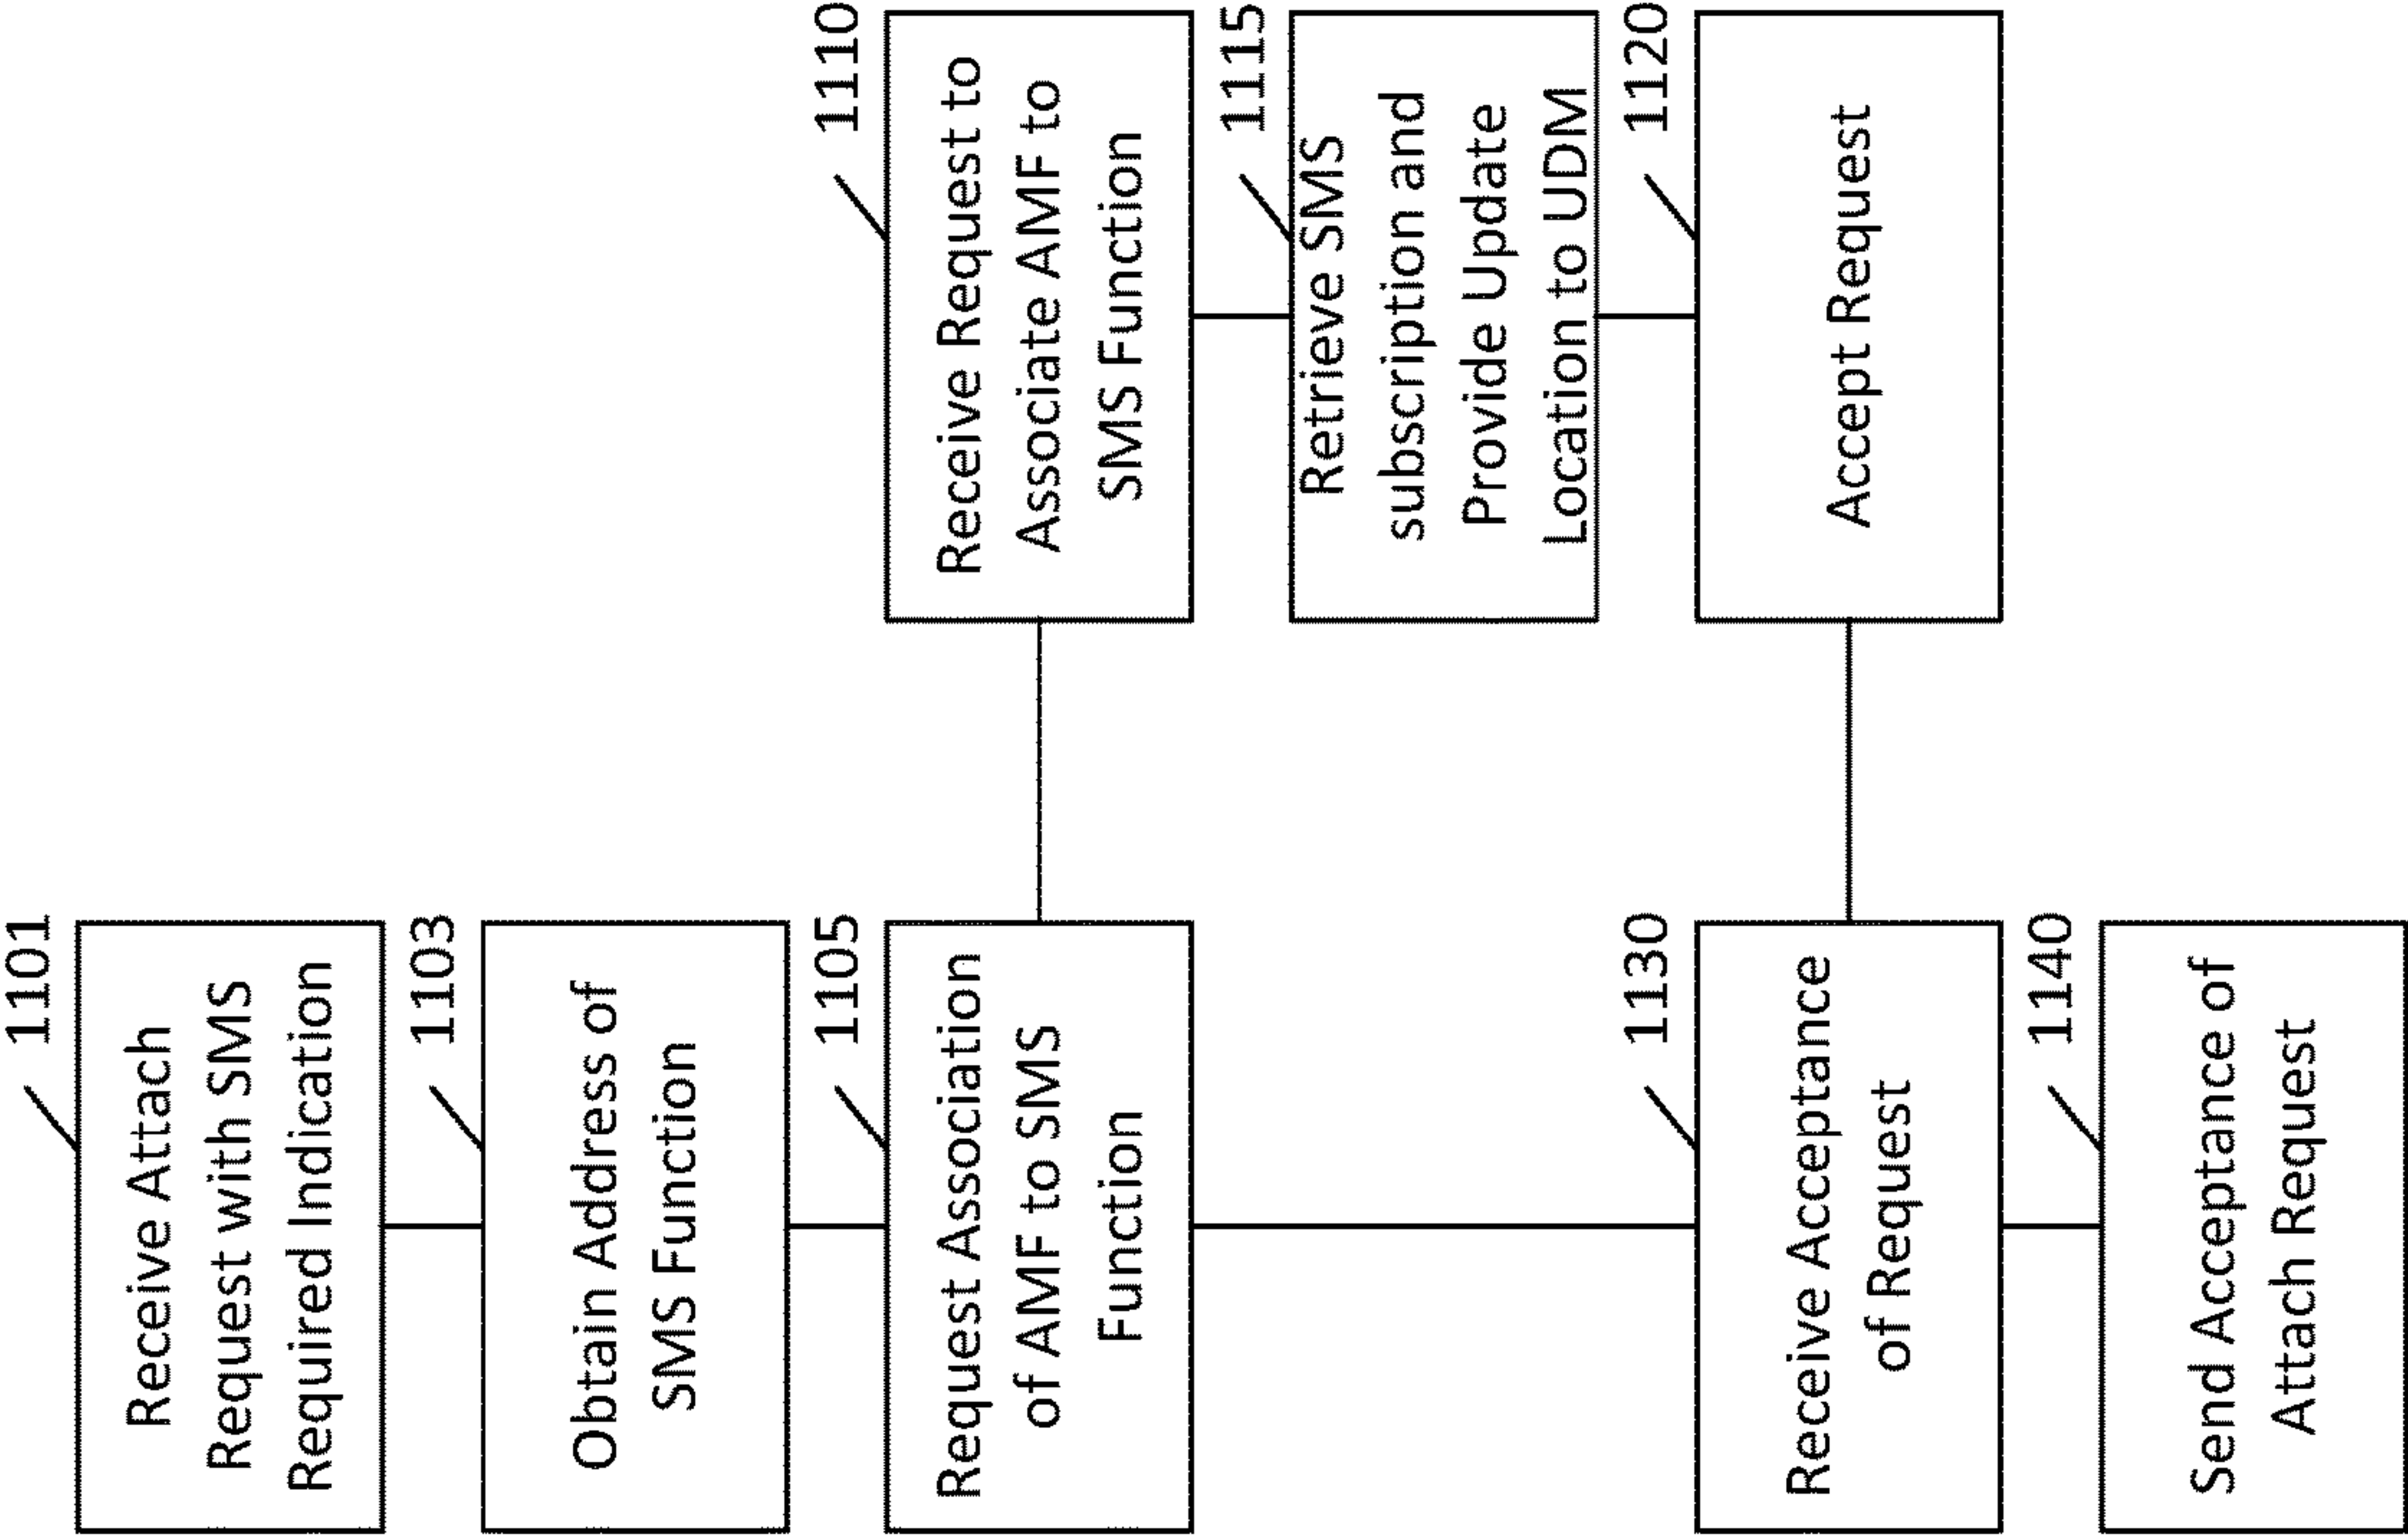 1101
Receive Attach
Request with SMS
Required Indication
1103
Obtain Address of
SMS Function
1105
Request Association
of AMF to SMS
Function
1110
Receive Request to
Associate AMF to
SMS Function
1115
Retrieve SMS
subscription and
Provide Update
Location to UDM
1120
Accept Request
1130
Receive Acceptance
of Request
1140
Send Acceptance of
Attach Request